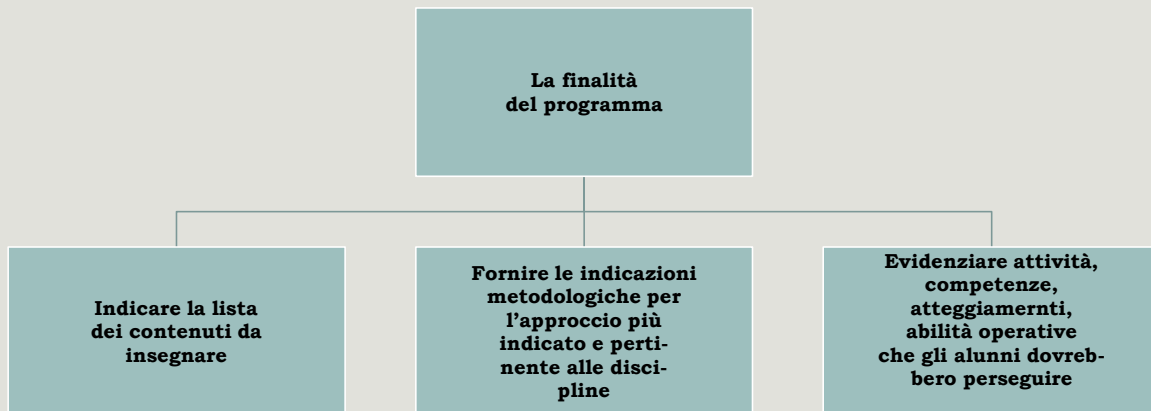 La finalità
del programma
Indicare la lista
dei contenuti da
insegnare
Fornire le indicazioni
metodologiche per
l’approccio più
indicato e perti-
nente alle disci-
pline
Evidenziare attività,
competenze,
atteggiamernti,
abilità operative
che gli alunni dovreb-
bero perseguire